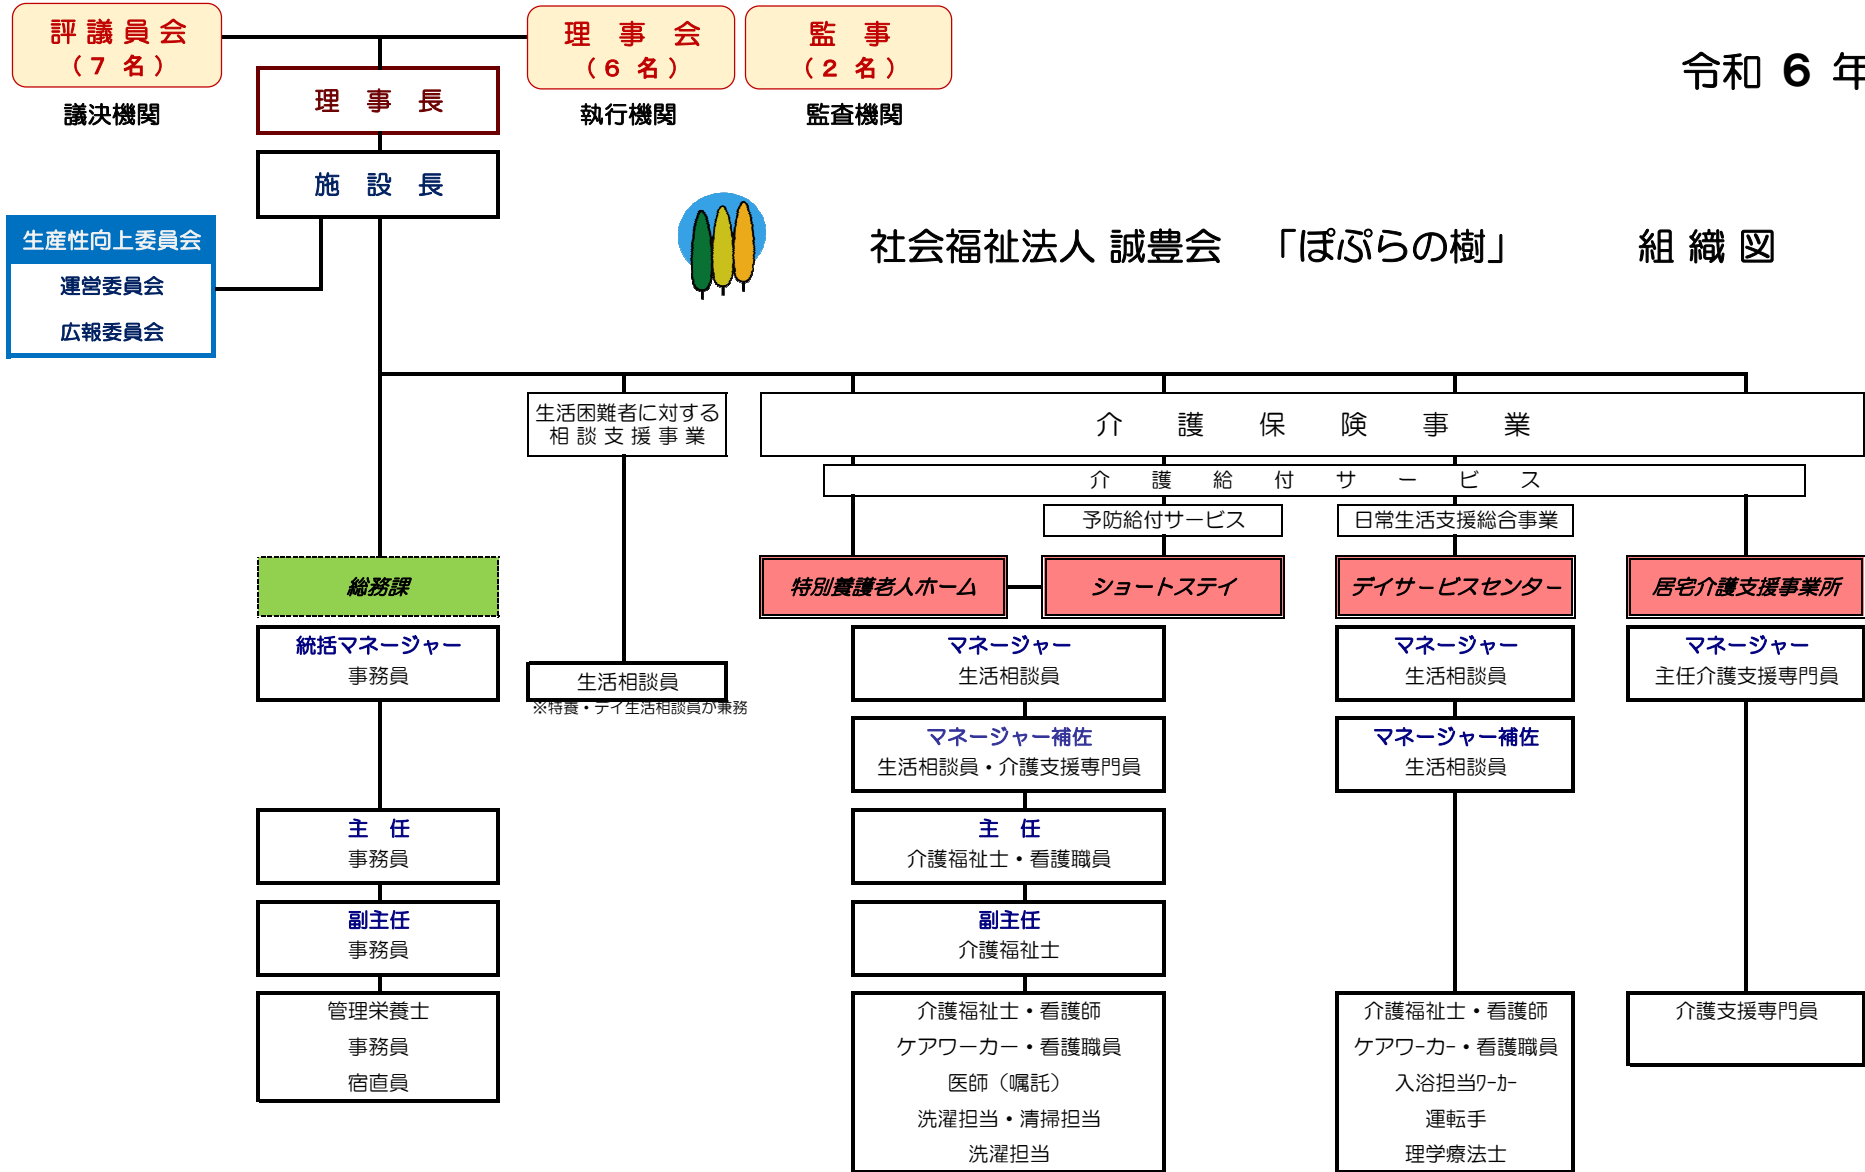 評議員会
（７名）
理事会
（６名）
監事
（２名）
令和 6 年
議決機関
執行機関
監査機関
理事長
施設長
生産性向上委員会
運営委員会
広報委員会
社会福祉法人 誠豊会 「ぽぷらの樹」 組織図
生活困難者に対する
相談支援事業
介護保険事業
介護給付サービス
予防給付サービス
日常生活支援総合事業
総務課
特別養護老人ホーム
ショートステイ
デイサービスセンター
居宅介護支援事業所
統括マネージャー
事務員
生活相談員
※特養・デイ生活相談員が兼務
マネージャー
生活相談員
マネージャー
生活相談員
マネージャー
主任介護支援専門員
マネージャー補佐
生活相談員・介護支援専門員
マネージャー補佐
生活相談員
主任
事務員
主任
介護福祉士・看護職員
副主任
事務員
副主任
介護福祉士
管理栄養士
事務員
宿直員
介護福祉士・看護師
ケアワーカー・看護職員
医師（嘱託）
洗濯担当・清掃担当
洗濯担当
介護福祉士・看護師
ケアワｰカｰ・看護職員
入浴担当ﾜｰｶｰ
運転手
理学療法士
介護支援専門員